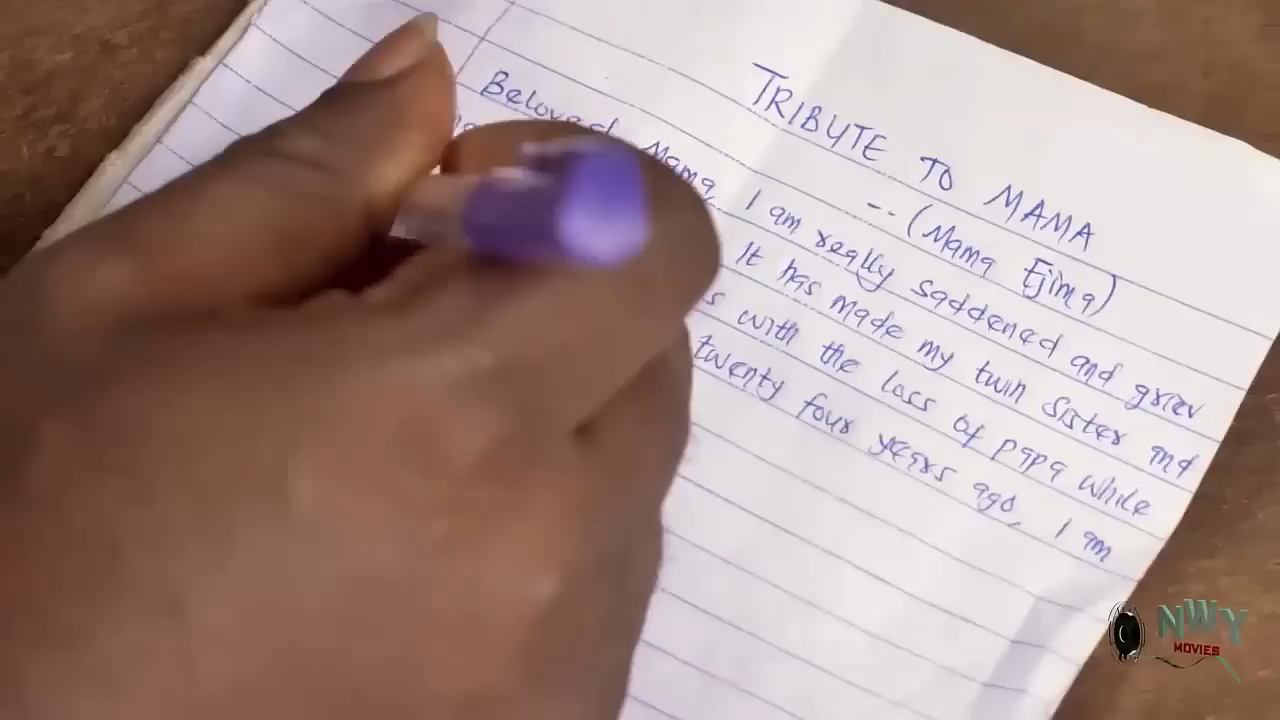 TRIBUTE TO MAMA
-- (Mama Ejima)
Beloved Mama, I am really saddened and griev
It has made my twin sister and
s with the loss of papa while
twenty four years ago, I am
NWY
MOVIES